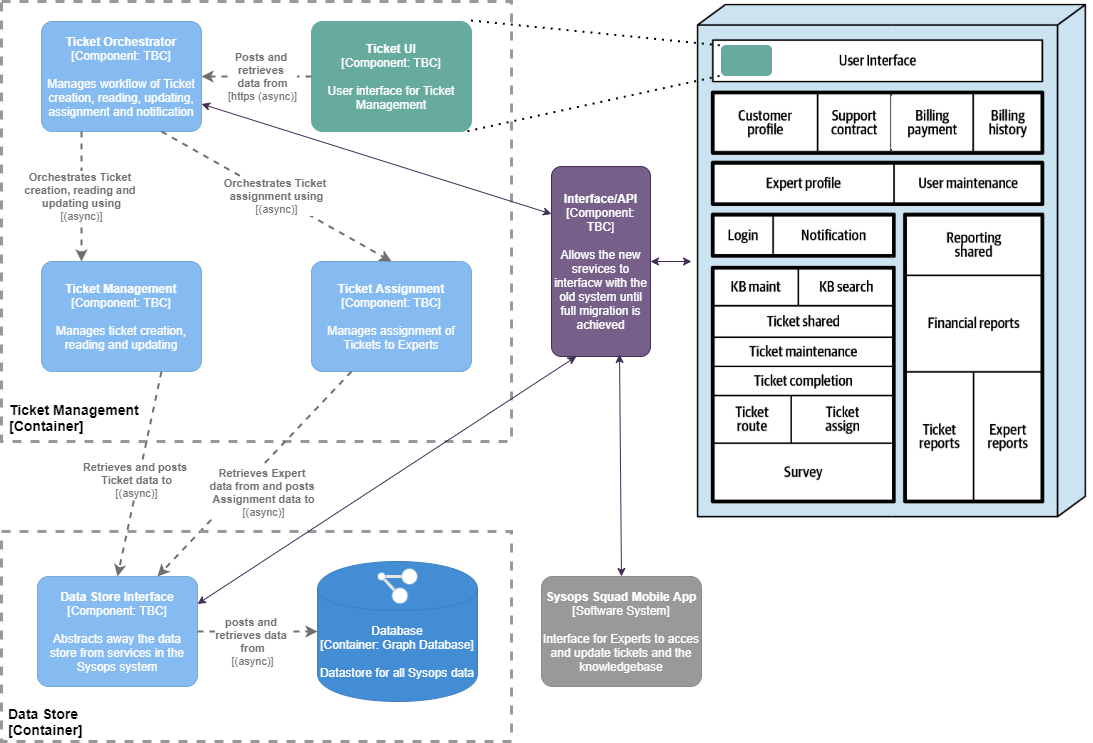 Ticket Orchestrator
[Component: TBC]
Manages workflow of Ticket
creation, reading, updating,
assignment and notification
Posts and
retrieves
data from
[https (async)]
Ticket UI
[Component: TBC]
User interface for Ticket
Management
Orchestrates Ticket
creation, reading and
updating using
[(async)]
Orchestrates Ticket
assignment using
[(async)]
Ticket Management
[Component: TBC]
Manages ticket creation,
reading and updating
Ticket Assignment
[Component: TBC]
Manages assignment of
Tickets to Experts
Ticket Management
[Container]
Interface/API
[Component:
TBC]
Allows the new
srevices to
interfacw with the
old system until
full migration is
achieved
Retrieves and posts
Ticket data to
[(async)]
Retrieves Expert
data from and posts
Assignment data to
[(async)]
Data Store Interface
[Component: TBC]
Abstracts away the data
store from services in the
Sysops system
posts and
retrieves data
from
[(async)]
Database
[Container: Graph Database]
Datastore for all Sysops data
Data Store
[Container]
Sysops Squad Mobile App
[Software System]
Interface for Experts to acces
and update tickets and the
knowledgebase
User Interface
Customer
profile
Support
contract
Billing
payment
Billing
history
Expert profile
User maintenance
Login
Notification
Reporting
shared
KB maint
KB search
Ticket shared
Financial reports
Ticket maintenance
Ticket completion
Ticket
route
Ticket
assign
Ticket
reports
Expert
reports
Survey